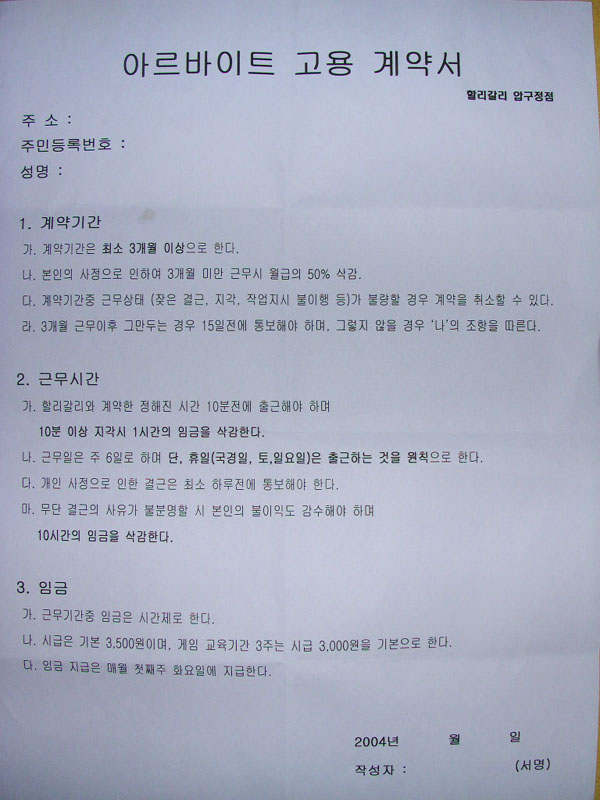 아르바이트 고용 계약서
할리갈리 압구정점
주 소 :
주민등록번호 :
성명 :
1. 계약기간
가. 계약기간은 최소 3개월 이상으로 한다.
나. 본인의 사정으로 인하여 3개월 미만 근무시 월급의 50% 삭감.
다. 계약기간중 근무상태 (잦은 결근, 지각, 작업지시 불이행 등)가 불량할 경우 계약을 취소할 수 있다.
라. 3개월 근무이후 그만두는 경우 15일전에 통보해야 하며, 그렇지 않을 경우 '나'의 조항을 따른다.
2. 근무시간
가. 할리갈리와 계약한 정해진 시간 10분전에 출근해야 하며
10분 이상 지각시 1시간의 임금을 삭감한다.
나. 근무일은 주 6일로 하며 단, 휴일(국경일, 토,일요일)은 출근하는 것을 원칙으로 한다.
다. 개인 사정으로 인한 결근은 최소 하루전에 통보해야 한다.
마. 무단 결근의 사유가 불분명할 시 본인의 불이익도 감수해야 하며
10시간의 임금을 삭감한다.
3. 임금
가. 근무기간중 임금은 시간제로 한다.
나. 시급은 기본 3,500원이며, 게임 교육기간 3주는 시급 3,000원을 기본으로 한다.
다. 임금 지급은 매월 첫째주 화요일에 지급한다.
2004년 월 일
작성자 : (서명)